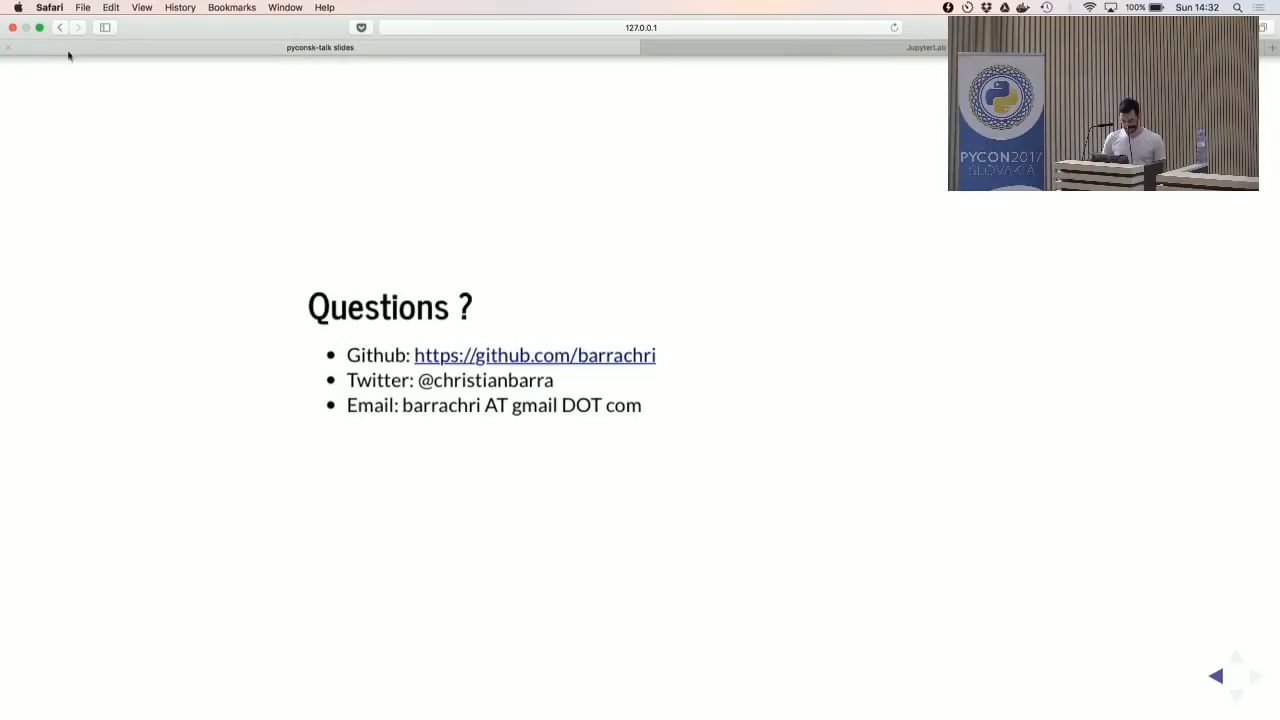 Safari File Edit View History Bookmarks Window Help 100% Sun 14:32
127.0.0.1
pyconsk-talk slides JupyterLab
PYCON2017
SLOVAKIA
Questions ?
Github: https://github.com/barrachri
Twitter: @christianbarra
Email: barrachri AT gmail DOT com